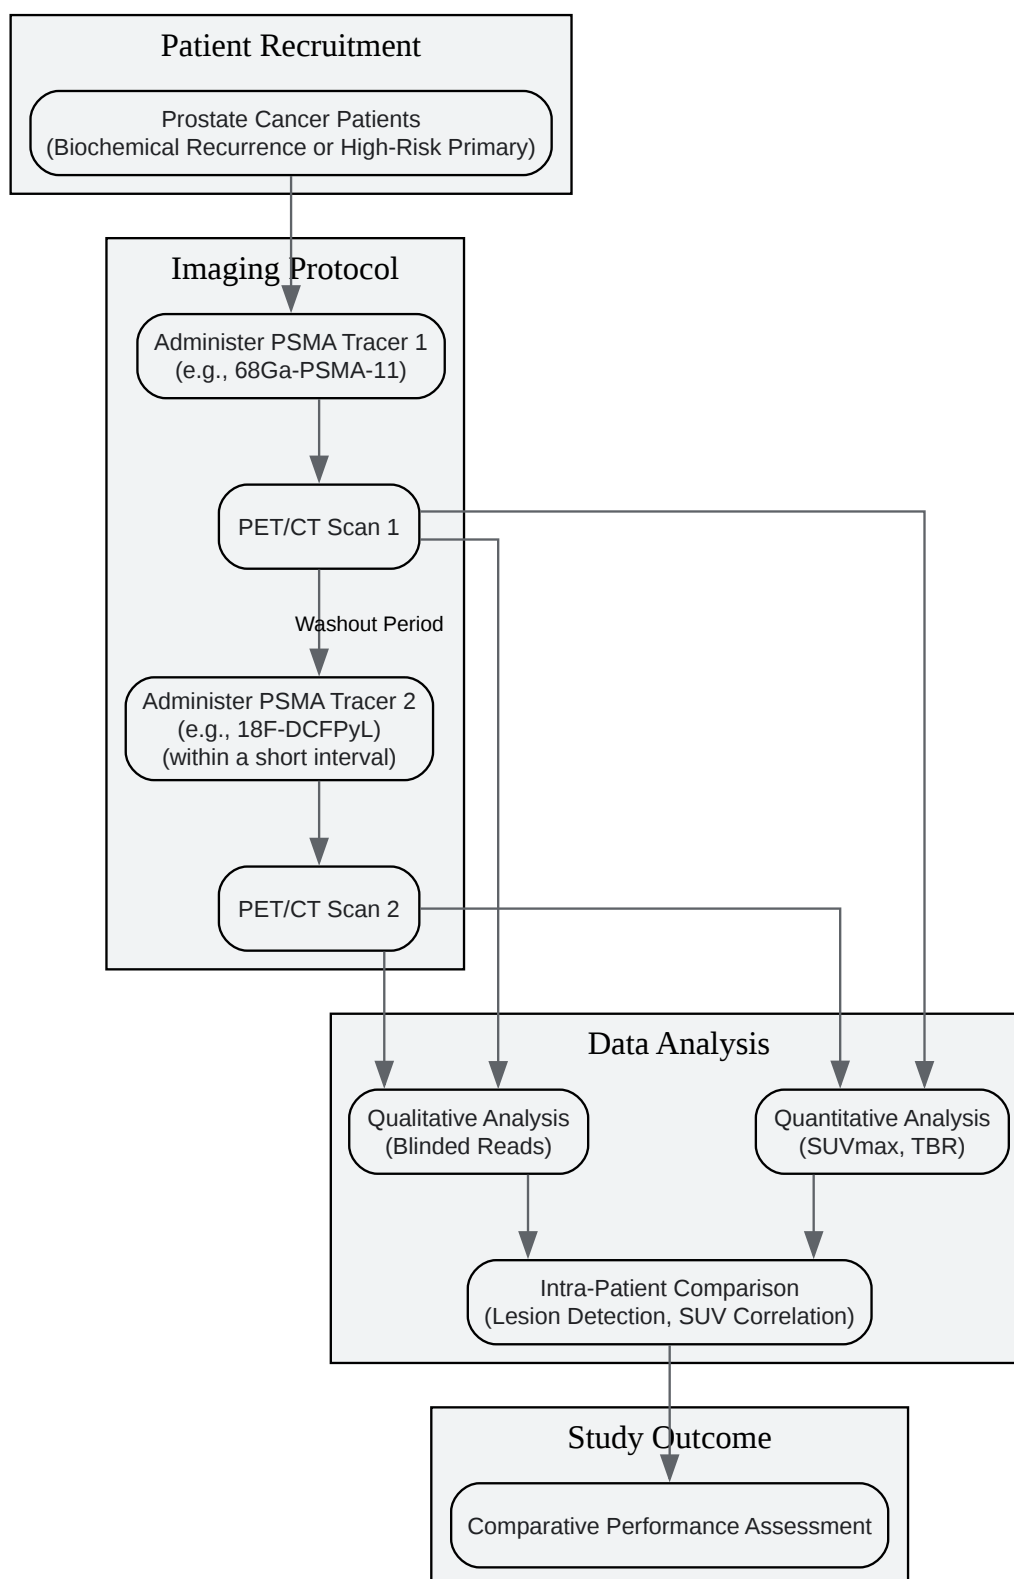 Patient Recruitment
Prostate Cancer Patients
(Biochemical Recurrence or High-Risk Primary)
Imaging Protocol
Administer PSMA Tracer 1
(e.g., 68Ga-PSMA-11)
PET/CT Scan 1
Washout Period
Administer PSMA Tracer 2
(e.g., 18F-DCFPyL)
(within a short interval)
PET/CT Scan 2
Data Analysis
Qualitative Analysis
(Blinded Reads)
Quantitative Analysis
(SUVmax, TBR)
Intra-Patient Comparison
(Lesion Detection, SUV Correlation)
Study Outcome
Comparative Performance Assessment